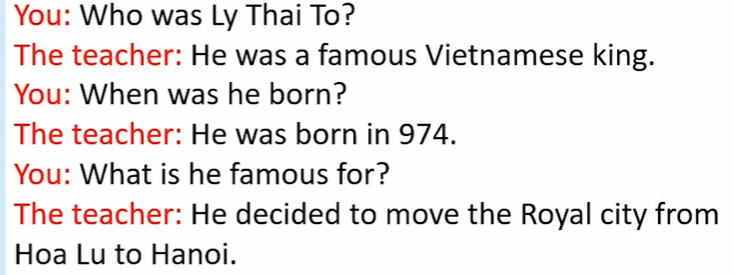 You: Who was Ly Thai To?
The teacher: He was a famous Vietnamese king.
You: When was he born?
The teacher: He was born in 974.
You: What is he famous for?
The teacher: He decided to move the Royal city from
Hoa Lu to Hanoi.